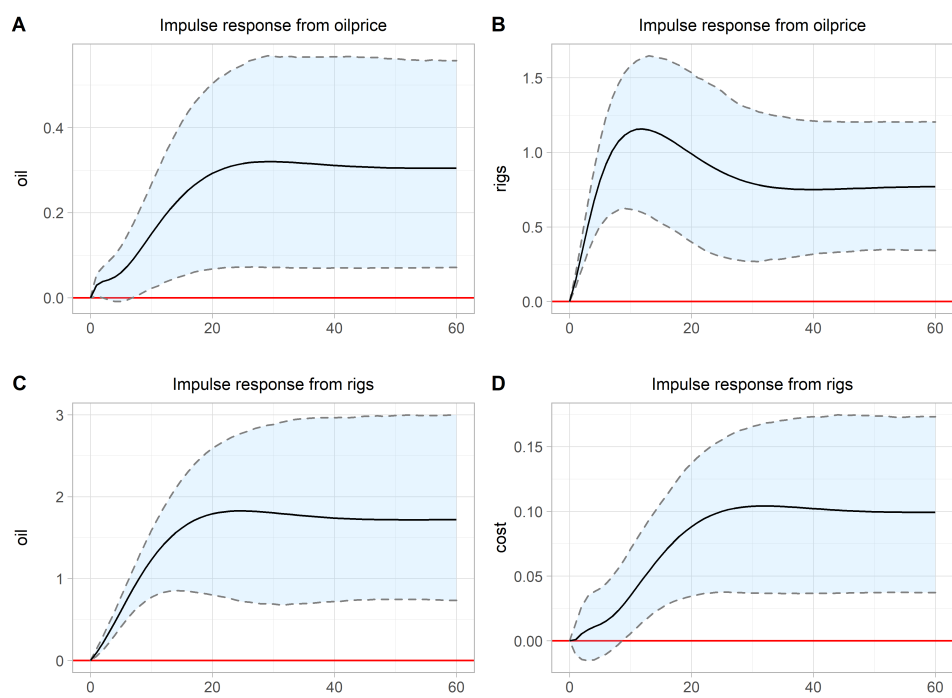 A
Impulse response from oilprice
oil
0.4
0.2
0.0
0
20
40
60
B
Impulse response from oilprice
rigs
1.5
1.0
0.5
0.0
0
20
40
60
C
Impulse response from rigs
oil
3
2
1
0
0
20
40
60
D
Impulse response from rigs
cost
0.15
0.10
0.05
0.00
0
20
40
60